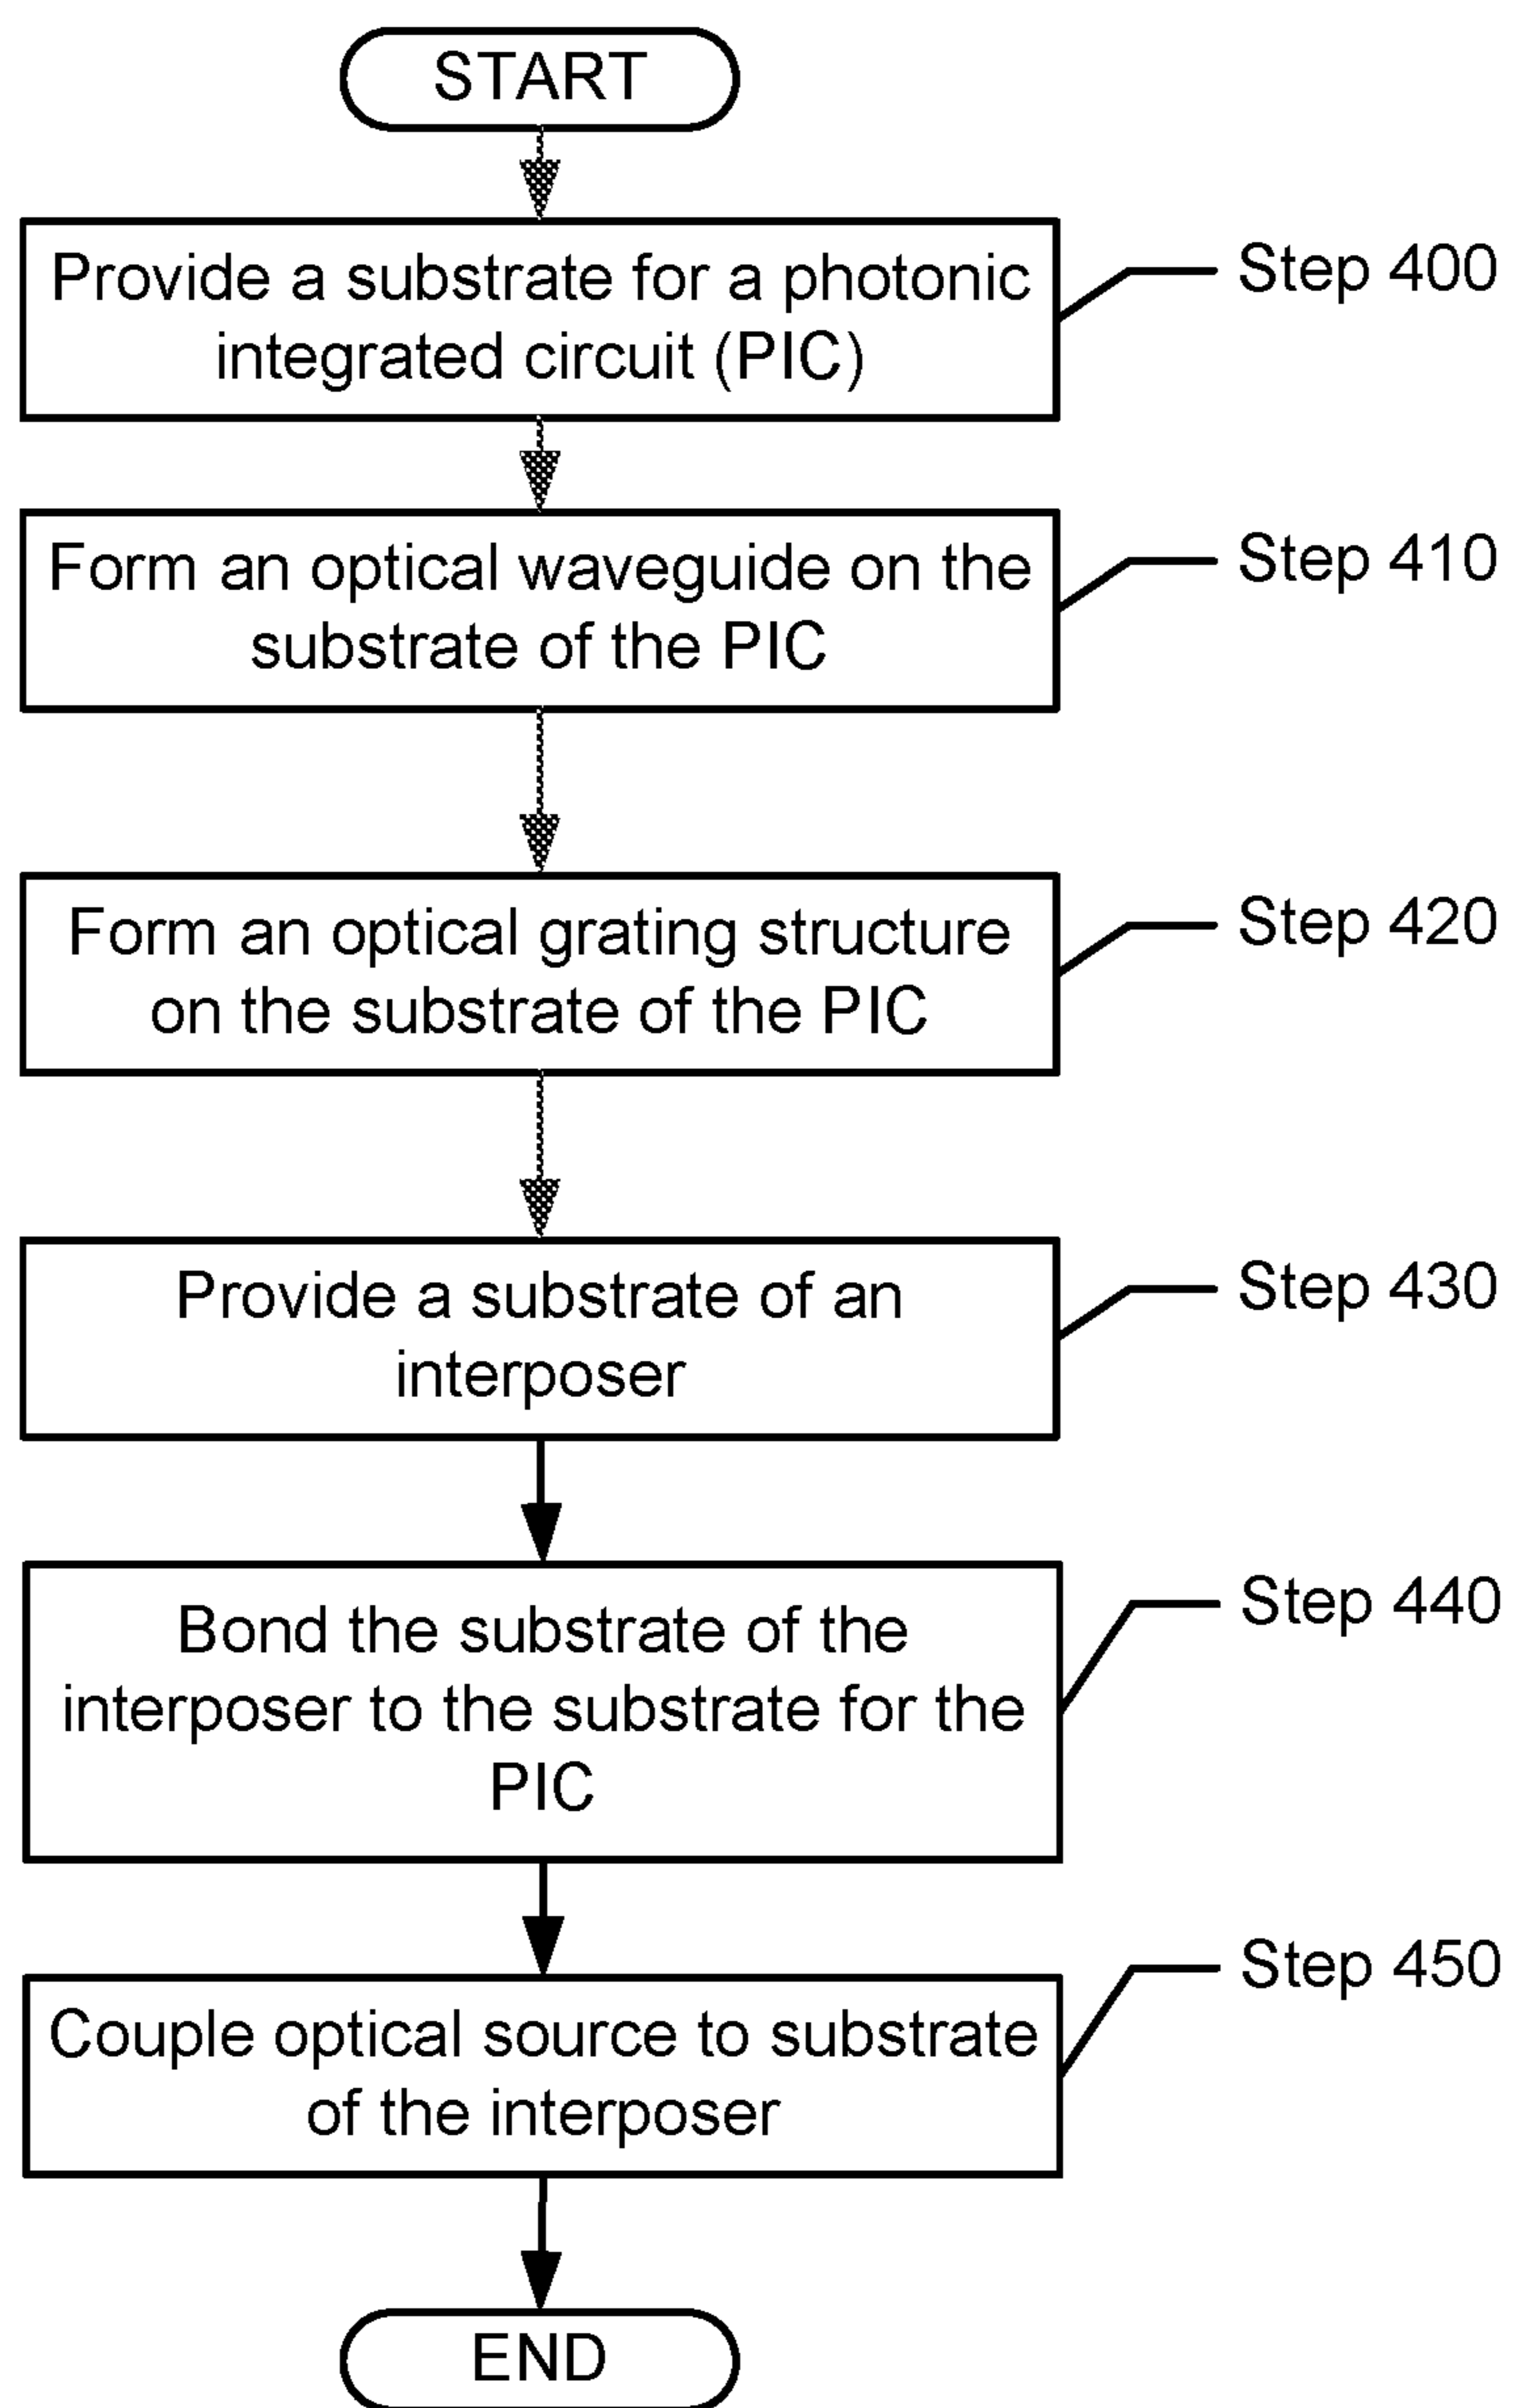 START
Provide a substrate for a photonic
integrated circuit (PIC)
Step 400
Form an optical waveguide on the
substrate of the PIC
Step 410
Form an optical grating structure
on the substrate of the PIC
Step 420
Provide a substrate of an
interposer
Step 430
Bond the substrate of the
interposer to the substrate for the
PIC
Step 440
Couple optical source to substrate
of the interposer
Step 450
END